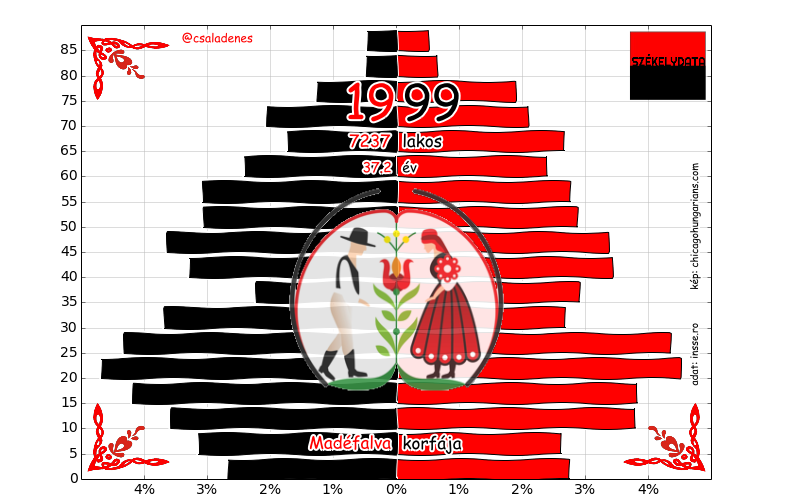 @csaladenes
SZÉKELYDATA
1999
7237 lakos
37,2 év
kép: chicagohungarians.com
adat: insse.ro
Madéfalva korfája
85
80
75
70
65
60
55
50
45
40
35
30
25
20
15
10
5
0
4% 3% 2% 1% 0% 1% 2% 3% 4%